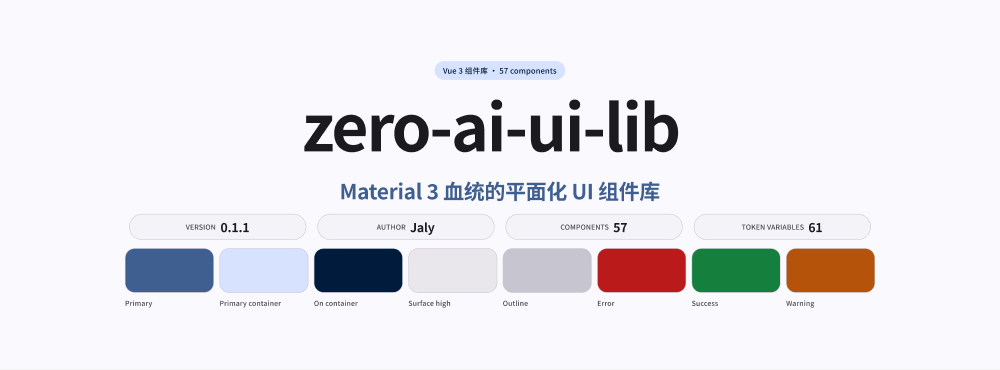 Vue 3 组件库 · 57 components
zero-ai-ui-lib
Material 3 血统的平面化 UI 组件库
VERSION 0.1.1 AUTHOR Jaly COMPONENTS 57 TOKEN VARIABLES 61
Primary Primary container On container Surface high Outline Error Success Warning